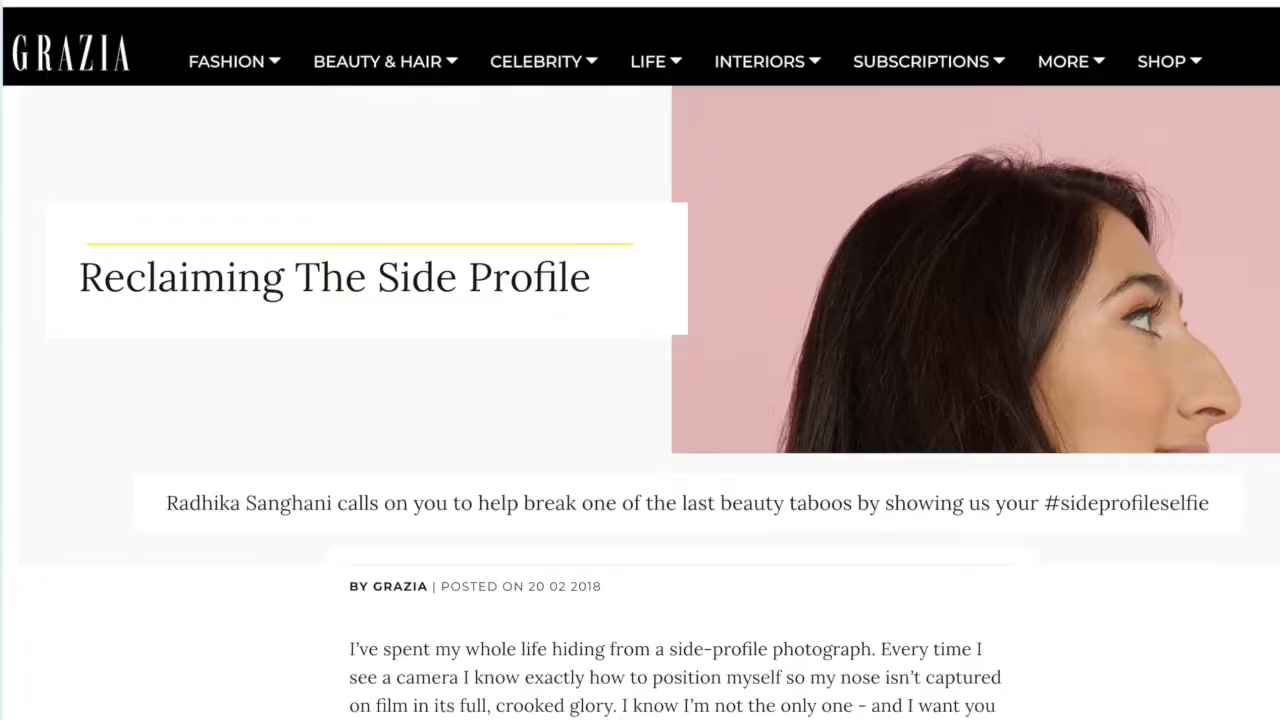 GRAZIA
FASHION BEAUTY & HAIR CELEBRITY LIFE INTERIORS SUBSCRIPTIONS MORE SHOP
Reclaiming The Side Profile
Radhika Sanghani calls on you to help break one of the last beauty taboos by showing us your #sideprofileselfie
BY GRAZIA | POSTED ON 20 02 2018
I've spent my whole life hiding from a side-profile photograph. Every time I
see a camera I know exactly how to position myself so my nose isn't captured
on film in its full, crooked glory. I know I'm not the only one - and I want you